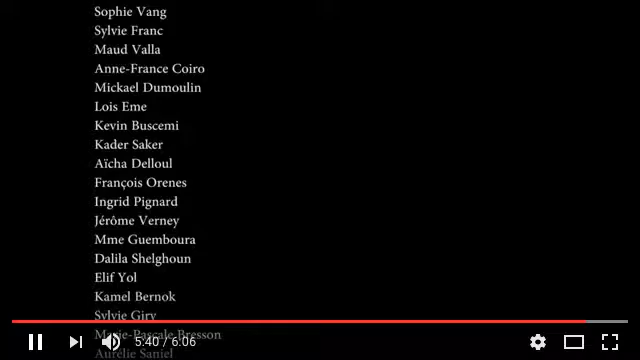 Sophie Vang
Sylvie Franc
Maud Valla
Anne-France Coiro
Mickael Dumoulin
Lois Eme
Kevin Buscemi
Kader Saker
Aïcha Delloul
François Orenes
Ingrid Pignard
Jérôme Verney
Mme Guemboura
Dalila Shelghoun
Elif Yol
Kamel Bernok
Sylvie Giry
Marie-Pascale Bresson
5:40 / 6:06
Aurélie Saniel